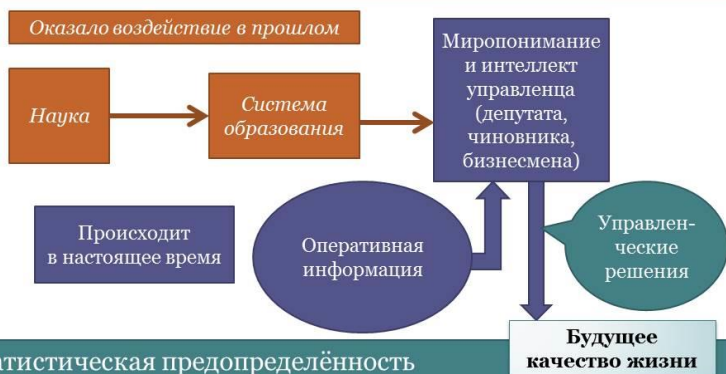 Оказало воздействие в прошлом
Миропонимание
и интеллект
управленца
(депутата,
чиновника,
бизнесмена)
Наука
Система
образования
Происходит
в настоящее время
Оперативная
информация
Управлен-
ческие
решения
Будущее
качество жизни
предопределённость